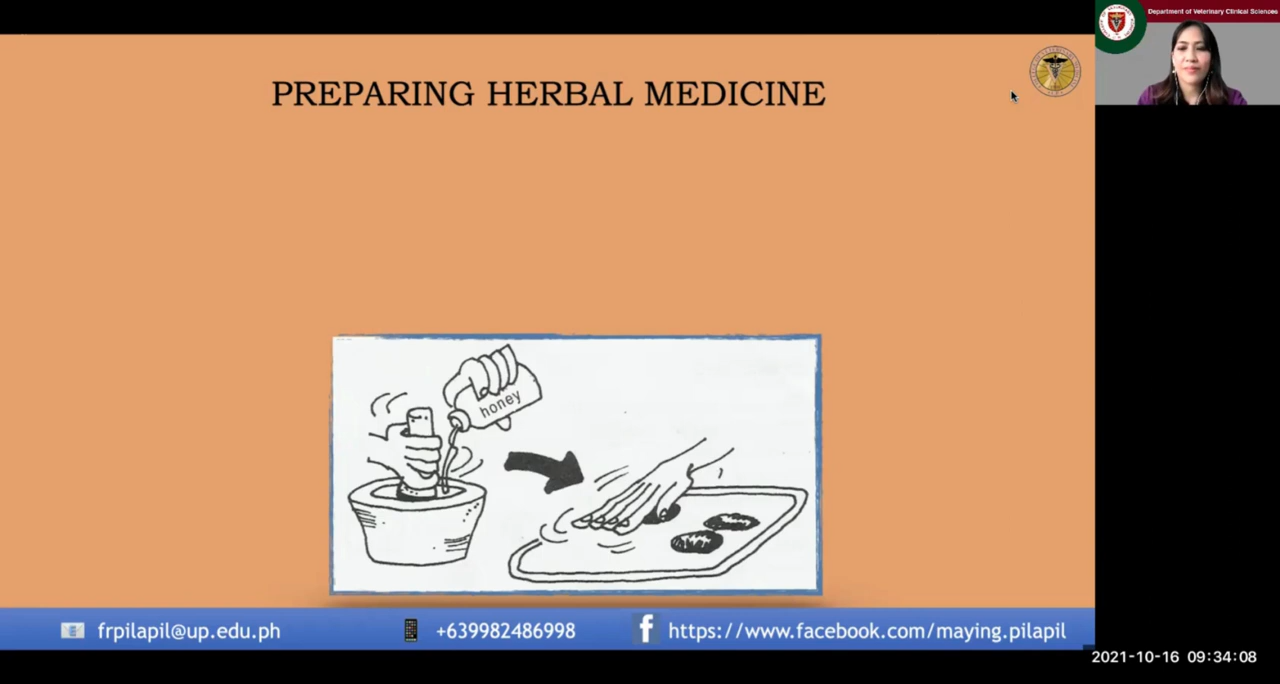 Department of Veterinary Clinical Sciences
PREPARING HERBAL MEDICINE
honey
frpilapil@up.edu.ph
+639982486998
https://www.facebook.com/maying.pilapil
2021-10-16 09:34:08